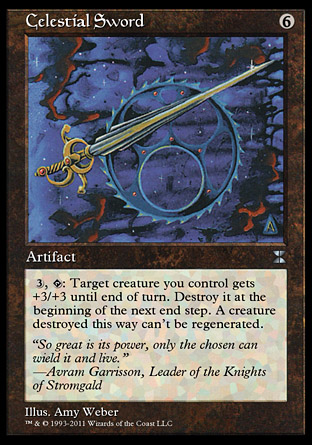 Celestial Sword 6
Artifact
3, : Target creature you control gets
+3/+3 until end of turn. Destroy it at the
beginning of the next end step. A creature
destroyed this way can't be regenerated.
"So great is its power, only the chosen can
wield it and live."
—Avram Garrisson, Leader of the Knights
of Stromgald
Illus. Amy Weber
™ & © 1993-2011 Wizards of the Coast LLC